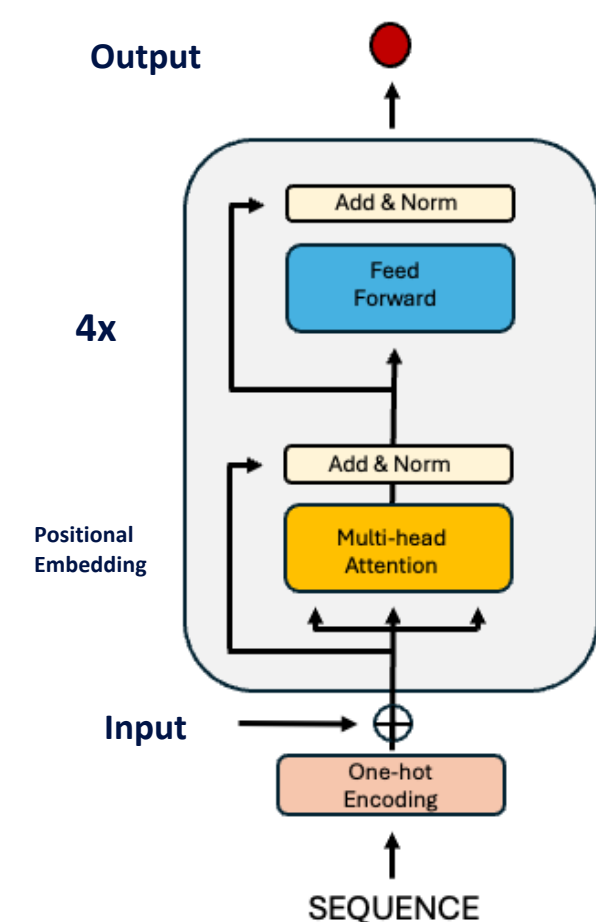 Output
Add & Norm
Feed
Forward
4x
Add & Norm
Positional
Embedding
Multi-head
Attention
Input
One-hot
Encoding
SEQUENCE